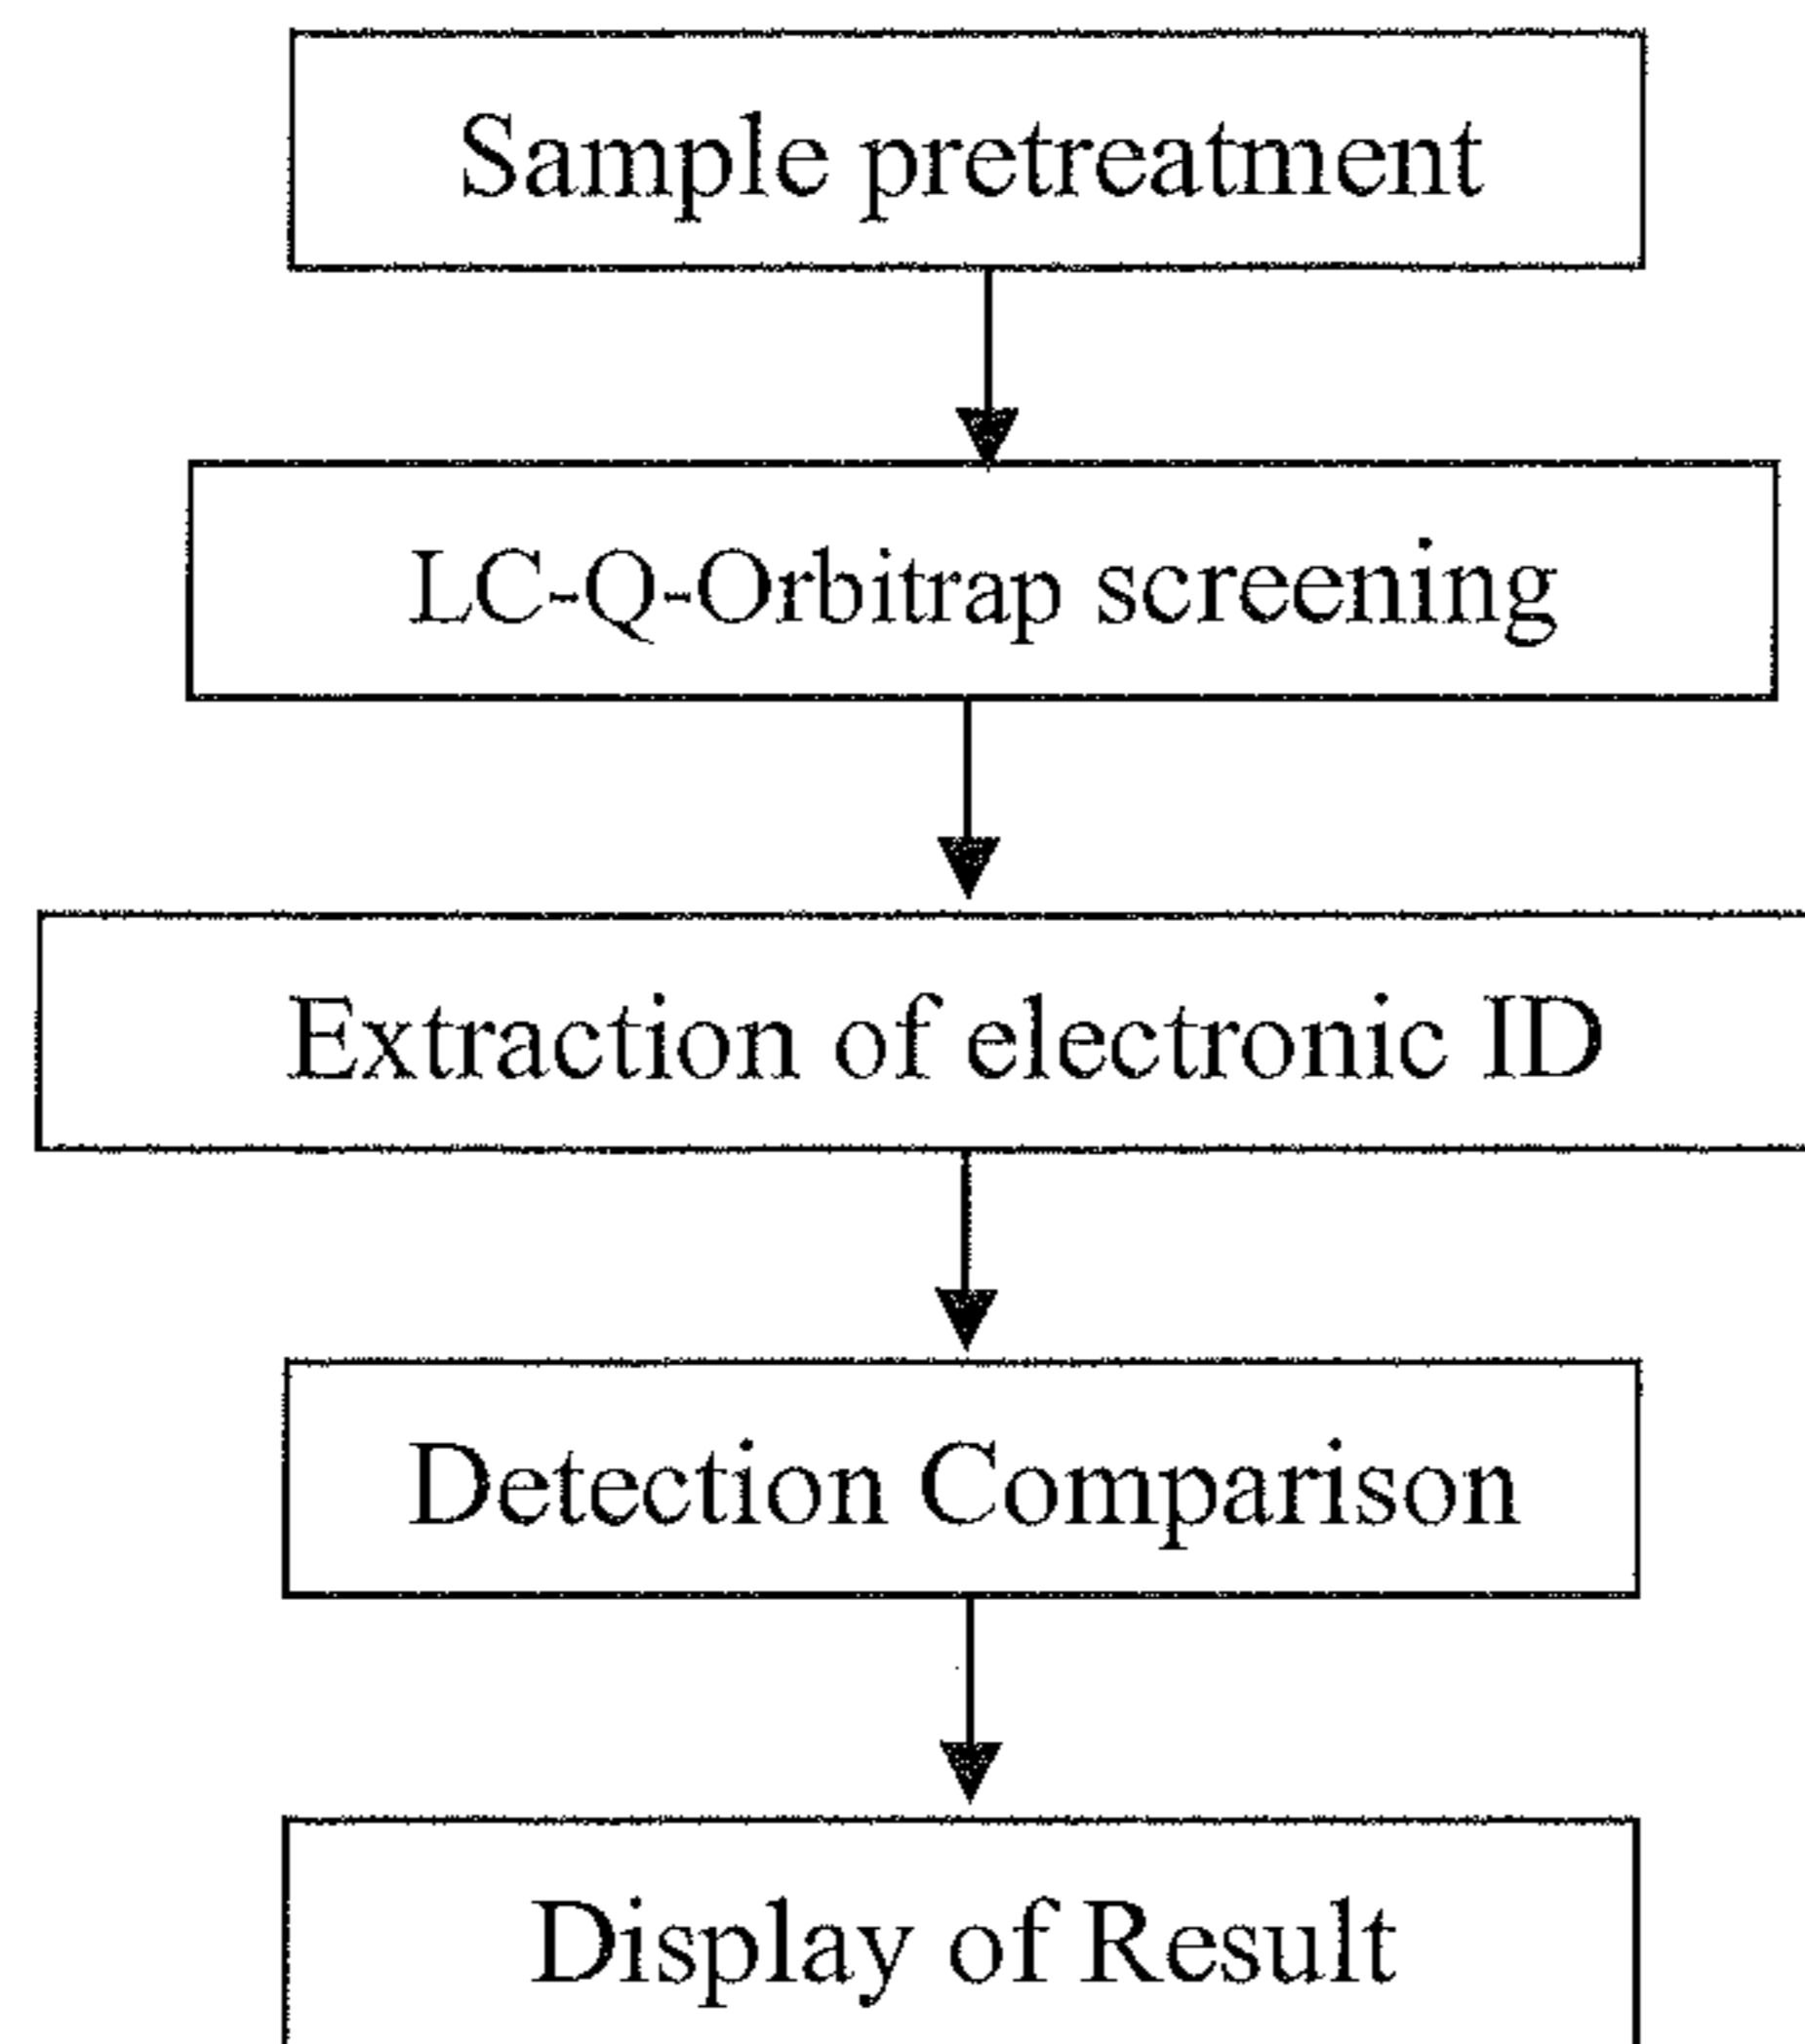 Sample pretreatment
LC-Q-Orbitrap screening
Extraction of electronic ID
Detection Comparison
Display of Result